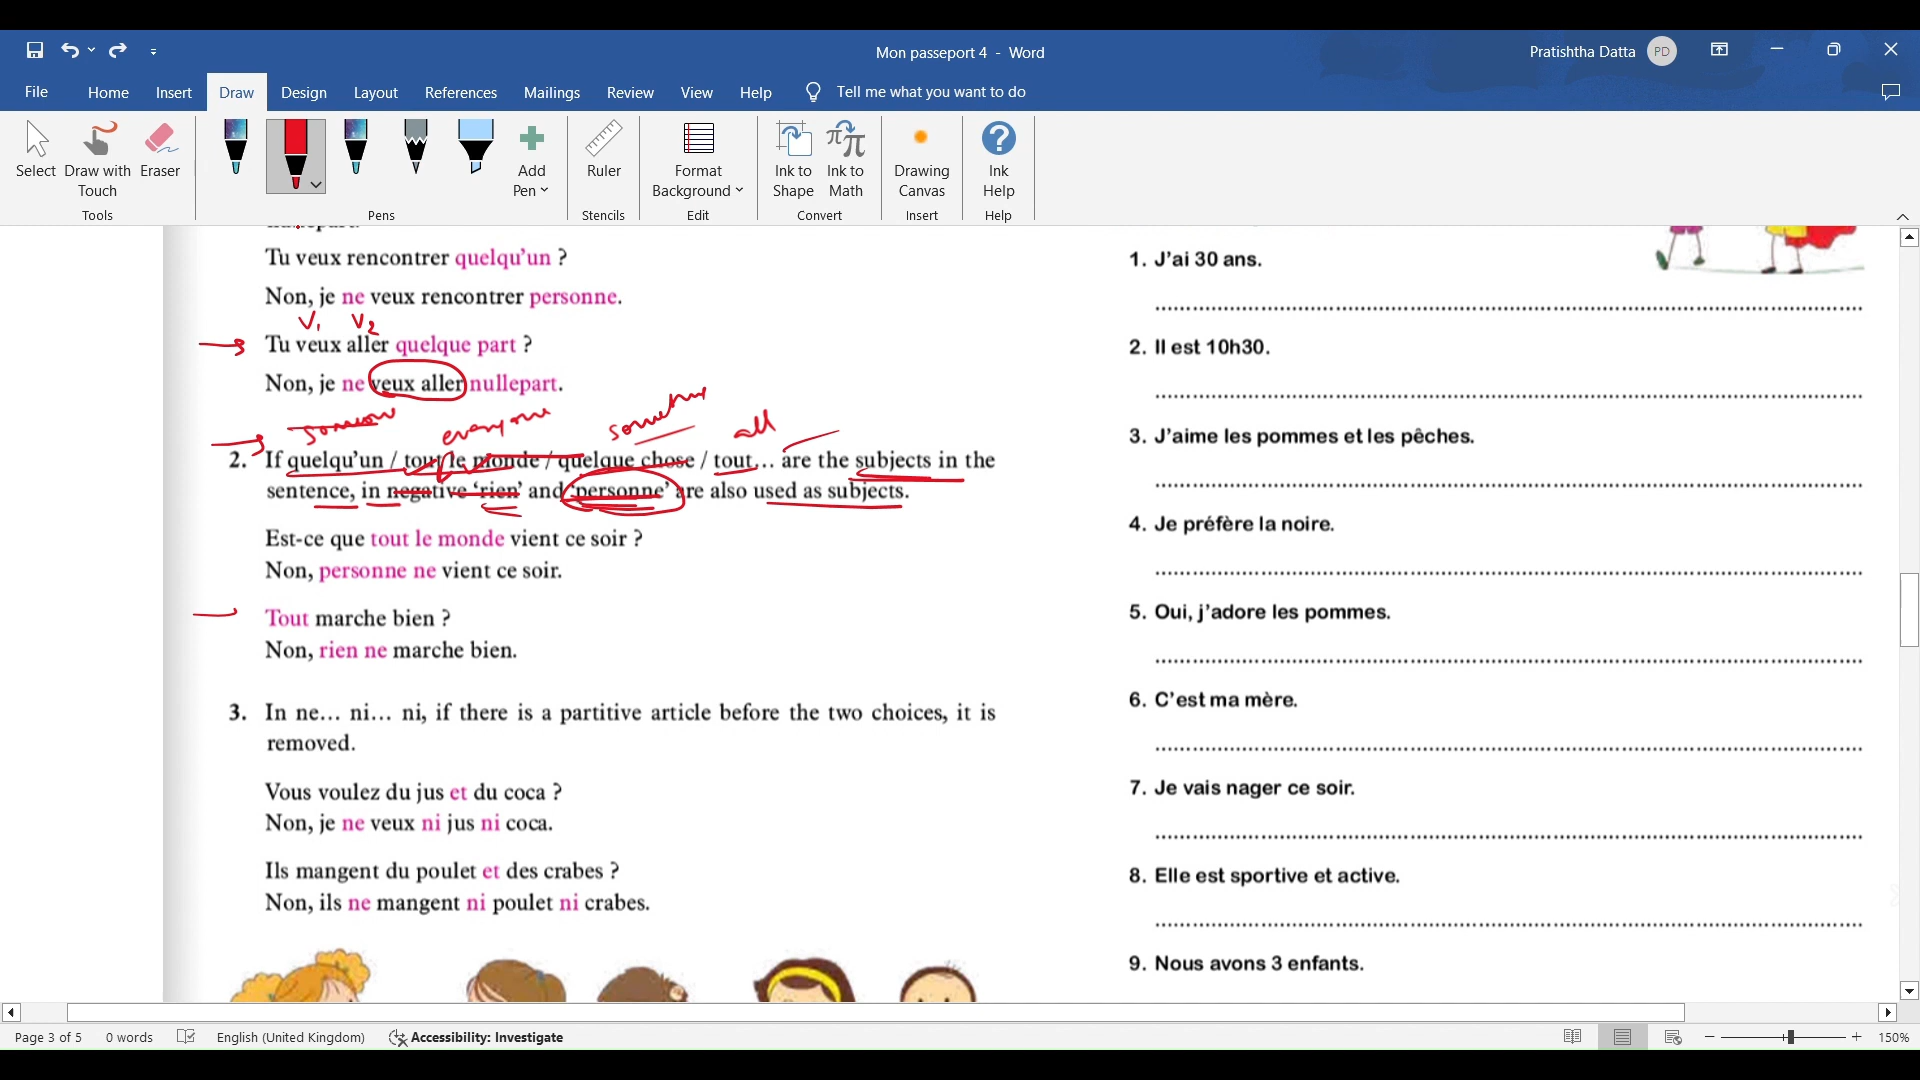 Mon passeport 4 - Word
Pratishtha Datta PD
File Home Insert Draw Design Layout References Mailings Review View Help Tell me what you want to do
Select Draw with Touch Eraser Add Pen Ruler Format Background Ink to Shape Ink to Math Drawing Canvas Ink Help
Tools Pens Stencils Edit Convert Insert Help
Tu veux rencontrer quelqu'un ?
Non, je ne veux rencontrer personne.
V1 V2
Tu veux aller quelque part ?
Non, je ne veux aller nullepart.
everyone all
2. If quelqu'un / tout le monde / quelque chose / tout... are the subjects in the
sentence, in negative 'rien' and 'personne' are also used as subjects.
Est-ce que tout le monde vient ce soir ?
Non, personne ne vient ce soir.
Tout marche bien ?
Non, rien ne marche bien.
3. In ne... ni... ni, if there is a partitive article before the two choices, it is
removed.
Vous voulez du jus et du coca ?
Non, je ne veux ni jus ni coca.
Ils mangent du poulet et des crabes ?
Non, ils ne mangent ni poulet ni crabes.
1. J'ai 30 ans.
2. Il est 10h30.
3. J'aime les pommes et les pêches.
4. Je préfère la noire.
5. Oui, j'adore les pommes.
6. C'est ma mère.
7. Je vais nager ce soir.
8. Elle est sportive et active.
9. Nous avons 3 enfants.
Page 3 of 5 0 words English (United Kingdom) Accessibility: Investigate 150%